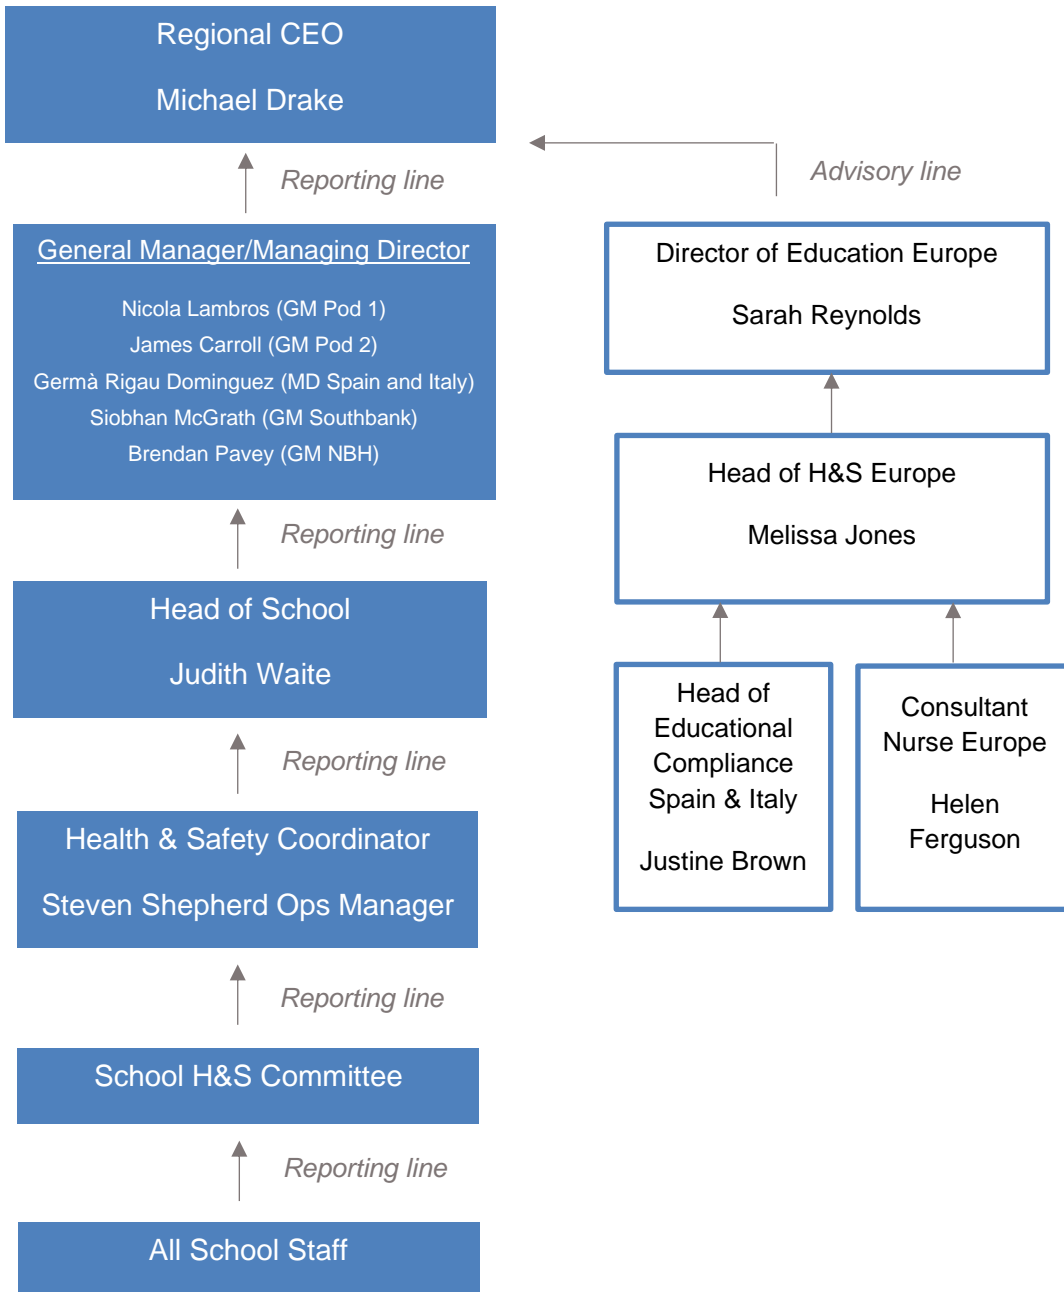 Regional CEO
Michael Drake
Reporting line
Advisory line
General Manager/Managing Director
Nicola Lambros (GM Pod 1)
James Carroll (GM Pod 2)
Germà Rigau Dominguez (MD Spain and Italy)
Siobhan McGrath (GM Southbank)
Brendan Pavey (GM NBH)
Director of Education Europe
Sarah Reynolds
Reporting line
Head of H&S Europe
Melissa Jones
Head of School
Judith Waite
Reporting line
Head of
Educational
Compliance
Spain & Italy
Justine Brown
Consultant
Nurse Europe
Helen
Ferguson
Health & Safety Coordinator
Steven Shepherd Ops Manager
Reporting line
School H&S Committee
Reporting line
All School Staff